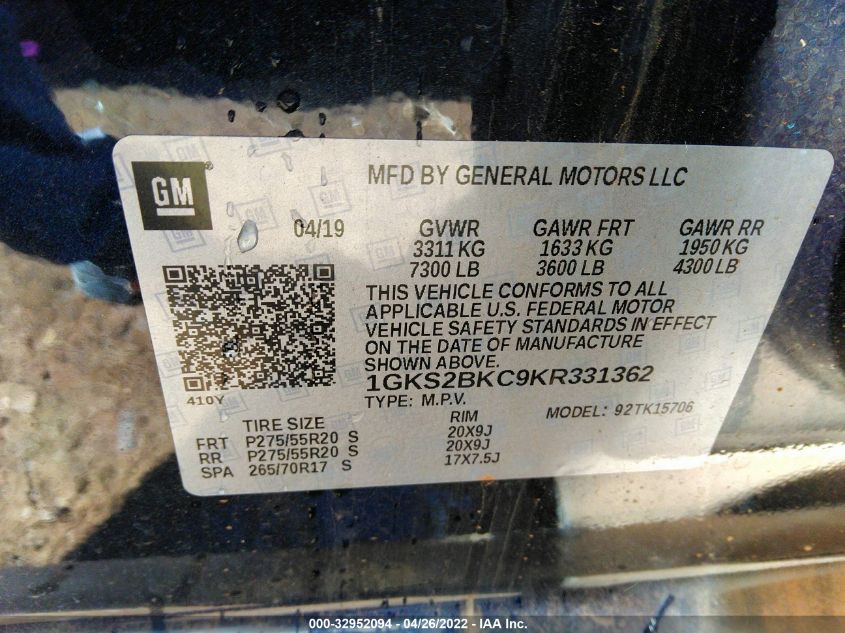 GM
MFD BY GENERAL MOTORS LLC
04/19 GVWR GAWR FRT GAWR RR
3311 KG 1633 KG 1950 KG
7300 LB 3600 LB 4300 LB
THIS VEHICLE CONFORMS TO ALL
APPLICABLE U.S. FEDERAL MOTOR
VEHICLE SAFETY STANDARDS IN EFFECT
ON THE DATE OF MANUFACTURE
SHOWN ABOVE.
1GKS2BKC9KR331362
410Y
TYPE: M.P.V. MODEL: 92TK15706
TIRE SIZE RIM
FRT P275/55R20 S 20X9J
RR P275/55R20 S 20X9J
SPA 265/70R17 S 17X7.5J
000-32952094 - 04/26/2022 - IAA Inc.